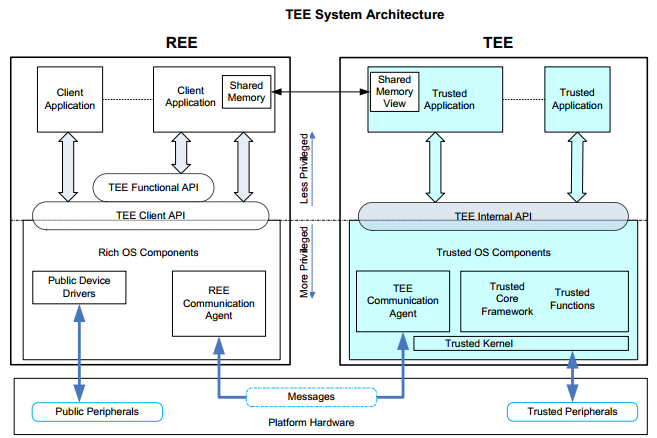 TEE System Architecture
REE
TEE
Client
Application
Client
Application
Shared
Memory
Shared
Memory
View
Trusted
Application
Trusted
Application
Less Privileged
TEE Functional API
TEE Client API
TEE Internal API
More Privileged
Rich OS Components
Trusted OS Components
Public Device
Drivers
REE
Communication
Agent
TEE
Communication
Agent
Trusted
Core
Framework
Trusted
Functions
Trusted Kernel
Messages
Public Peripherals
Trusted Peripherals
Platform Hardware